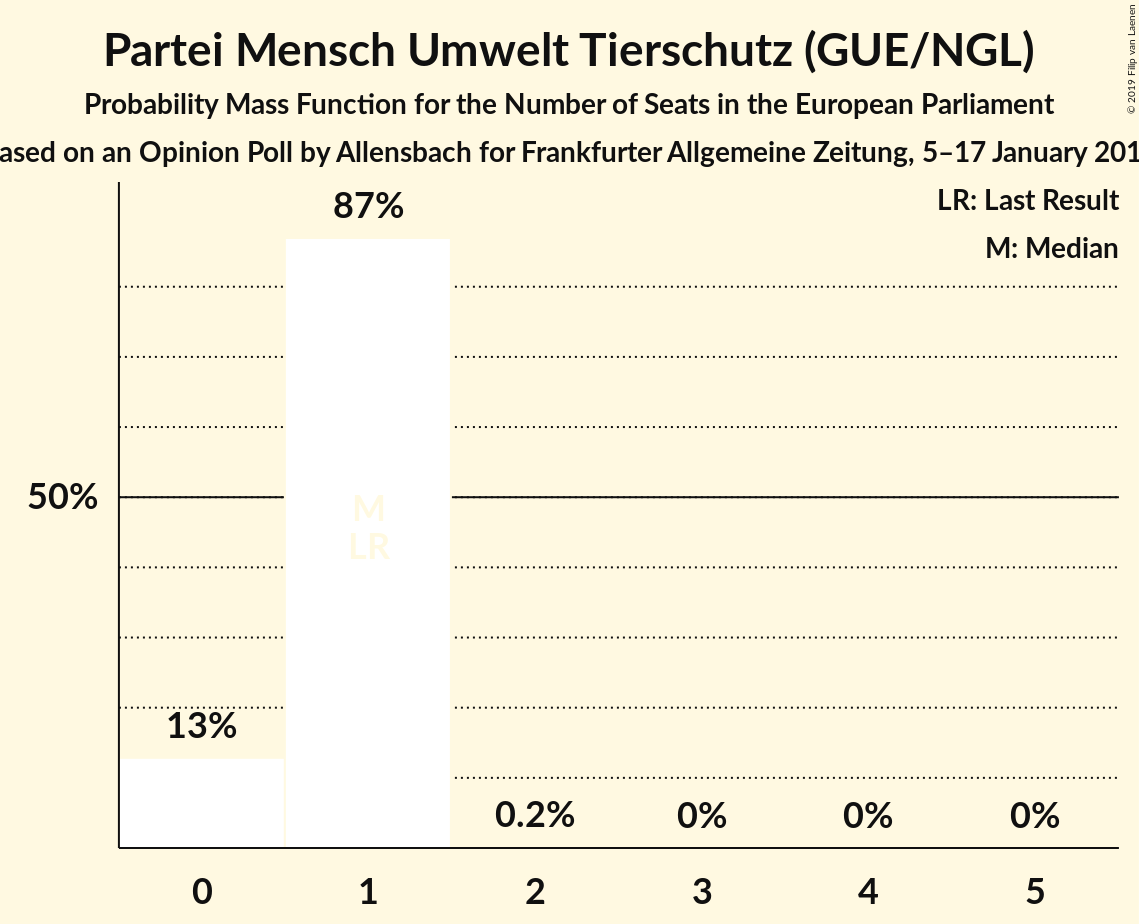 Partei Mensch Umwelt Tierschutz (GUE/NGL)
Probability Mass Function for the Number of Seats in the European Parliament
ased on an Opinion Poll by Allensbach for Frankfurter Allgemeine Zeitung, 5–17 January 201
© 2019 Filip van Laenen
LR: Last Result
M: Median
87%
50%
M
LR
13%
0.2%
0%
0%
0%
0
1
2
3
4
5